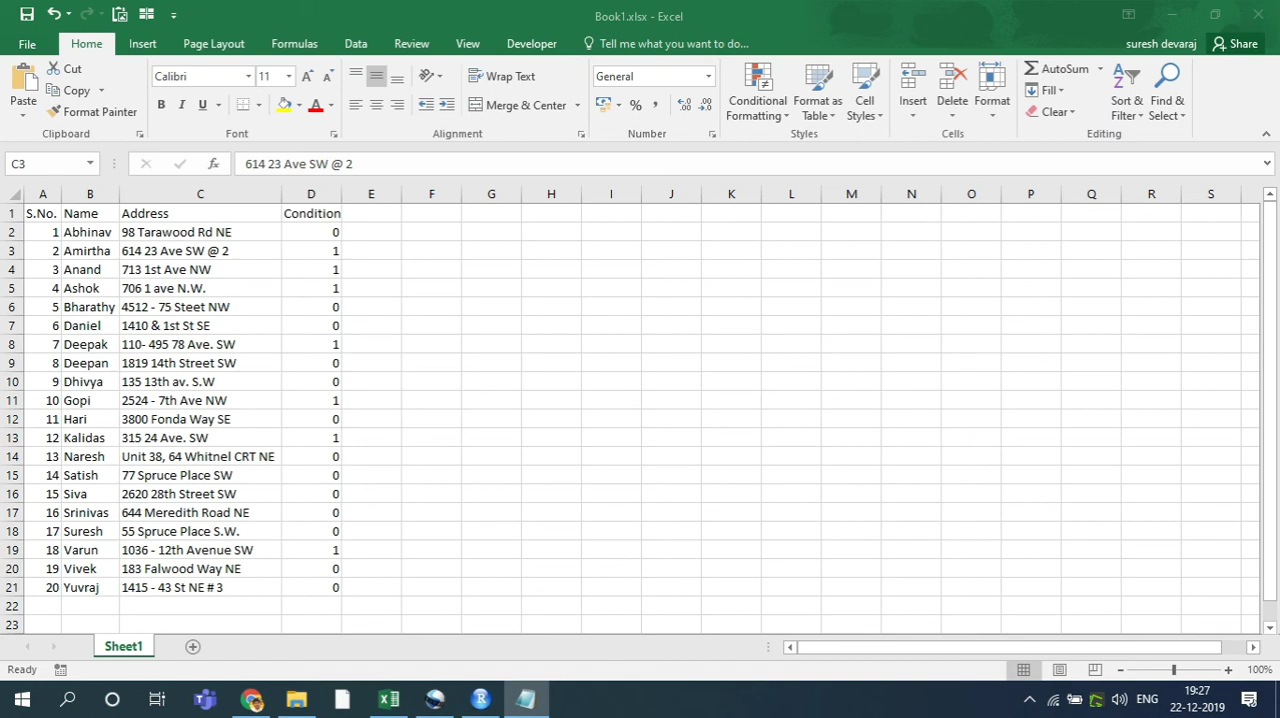 Book1.xlsx - Excel
File Home Insert Page Layout Formulas Data Review View Developer Tell me what you want to do... suresh devaraj Share
Paste Cut Copy Format Painter Clipboard
Calibri 11 B I U A Font
Wrap Text Merge & Center Alignment
General % , Number
Conditional Formatting Format as Table Cell Styles Styles
Insert Delete Format Cells
AutoSum Fill Clear Sort & Filter Find & Select Editing
C3 fx 614 23 Ave SW @ 2
A B C D E F G H I J K L M N O P Q R S
1 S.No. Name Address Condition
2 1 Abhinav 98 Tarawood Rd NE 0
3 2 Amirtha 614 23 Ave SW @ 2 1
4 3 Anand 713 1st Ave NW 1
5 4 Ashok 706 1 ave N.W. 1
6 5 Bharathy 4512 - 75 Steet NW 0
7 6 Daniel 1410 & 1st St SE 0
8 7 Deepak 110- 495 78 Ave. SW 1
9 8 Deepan 1819 14th Street SW 0
10 9 Dhivya 135 13th av. S.W 0
11 10 Gopi 2524 - 7th Ave NW 1
12 11 Hari 3800 Fonda Way SE 0
13 12 Kalidas 315 24 Ave. SW 1
14 13 Naresh Unit 38, 64 Whitnel CRT NE 0
15 14 Satish 77 Spruce Place SW 0
16 15 Siva 2620 28th Street SW 0
17 16 Srinivas 644 Meredith Road NE 0
18 17 Suresh 55 Spruce Place S.W. 0
19 18 Varun 1036 - 12th Avenue SW 1
20 19 Vivek 183 Falwood Way NE 0
21 20 Yuvraj 1415 - 43 St NE # 3 0
22
23
Sheet1
Ready 100%
ENG 19:27
22-12-2019